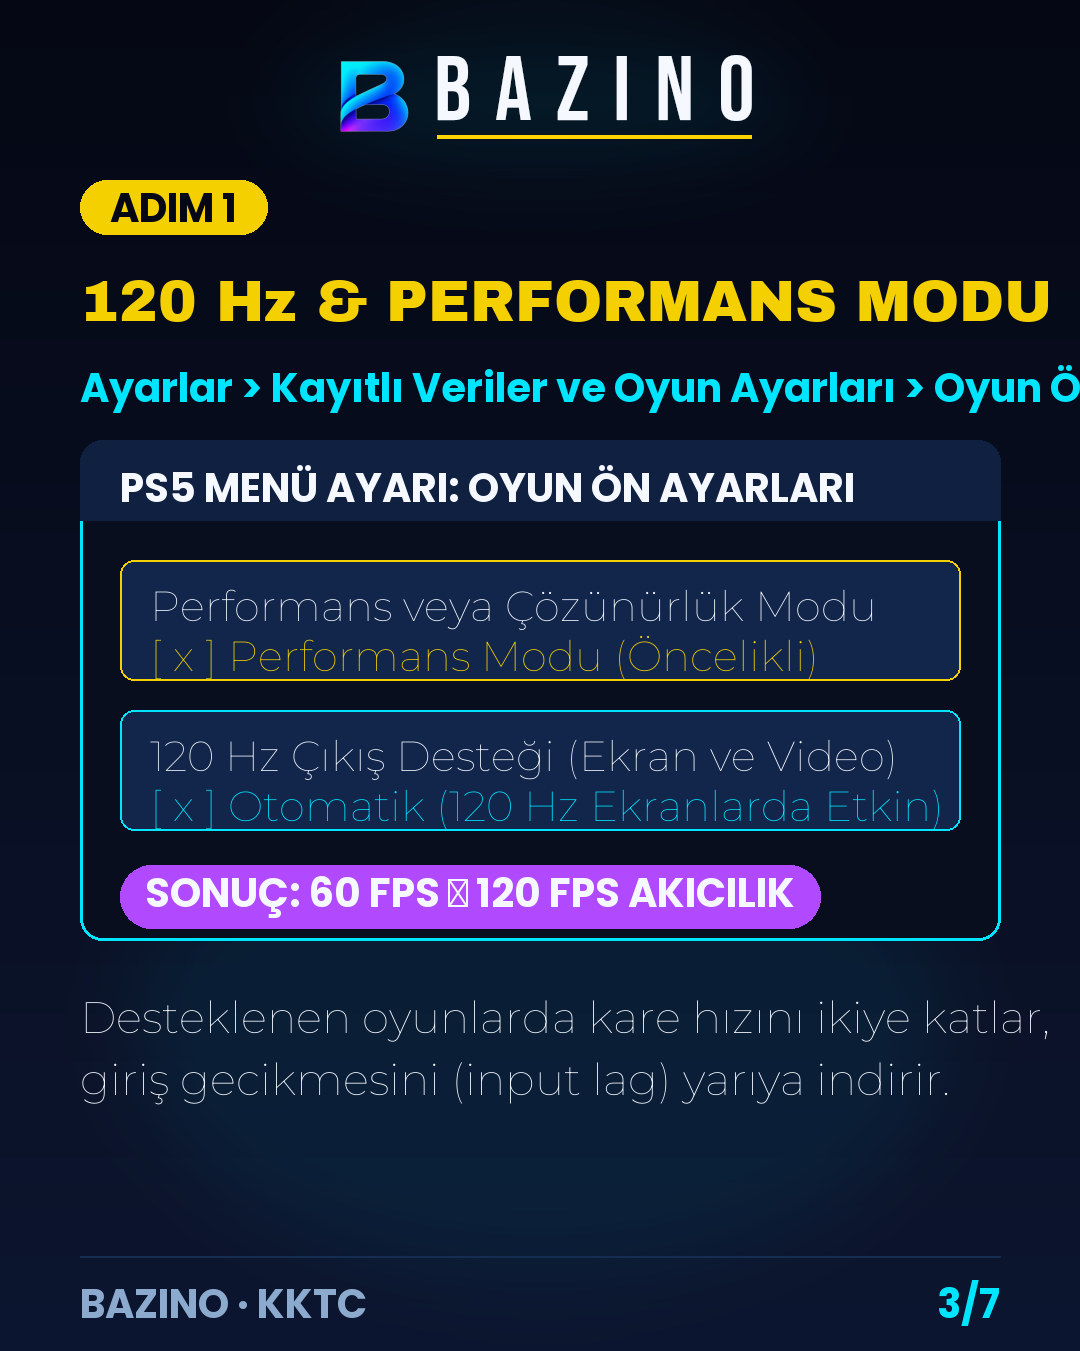 BAZINO
ADIM 1
120 Hz & PERFORMANS MODU
Ayarlar > Kayıtlı Veriler ve Oyun Ayarları > Oyun Ö
PS5 MENÜ AYARI: OYUN ÖN AYARLARI
Performans veya Çözünürlük Modu
[ x ] Performans Modu (Öncelikli)
120 Hz Çıkış Desteği (Ekran ve Video)
[ x ] Otomatik (120 Hz Ekranlarda Etkin)
SONUÇ: 60 FPS 120 FPS AKICILIK
Desteklenen oyunlarda kare hızını ikiye katlar,
giriş gecikmesini (input lag) yarıya indirir.
BAZINO · KKTC
3/7